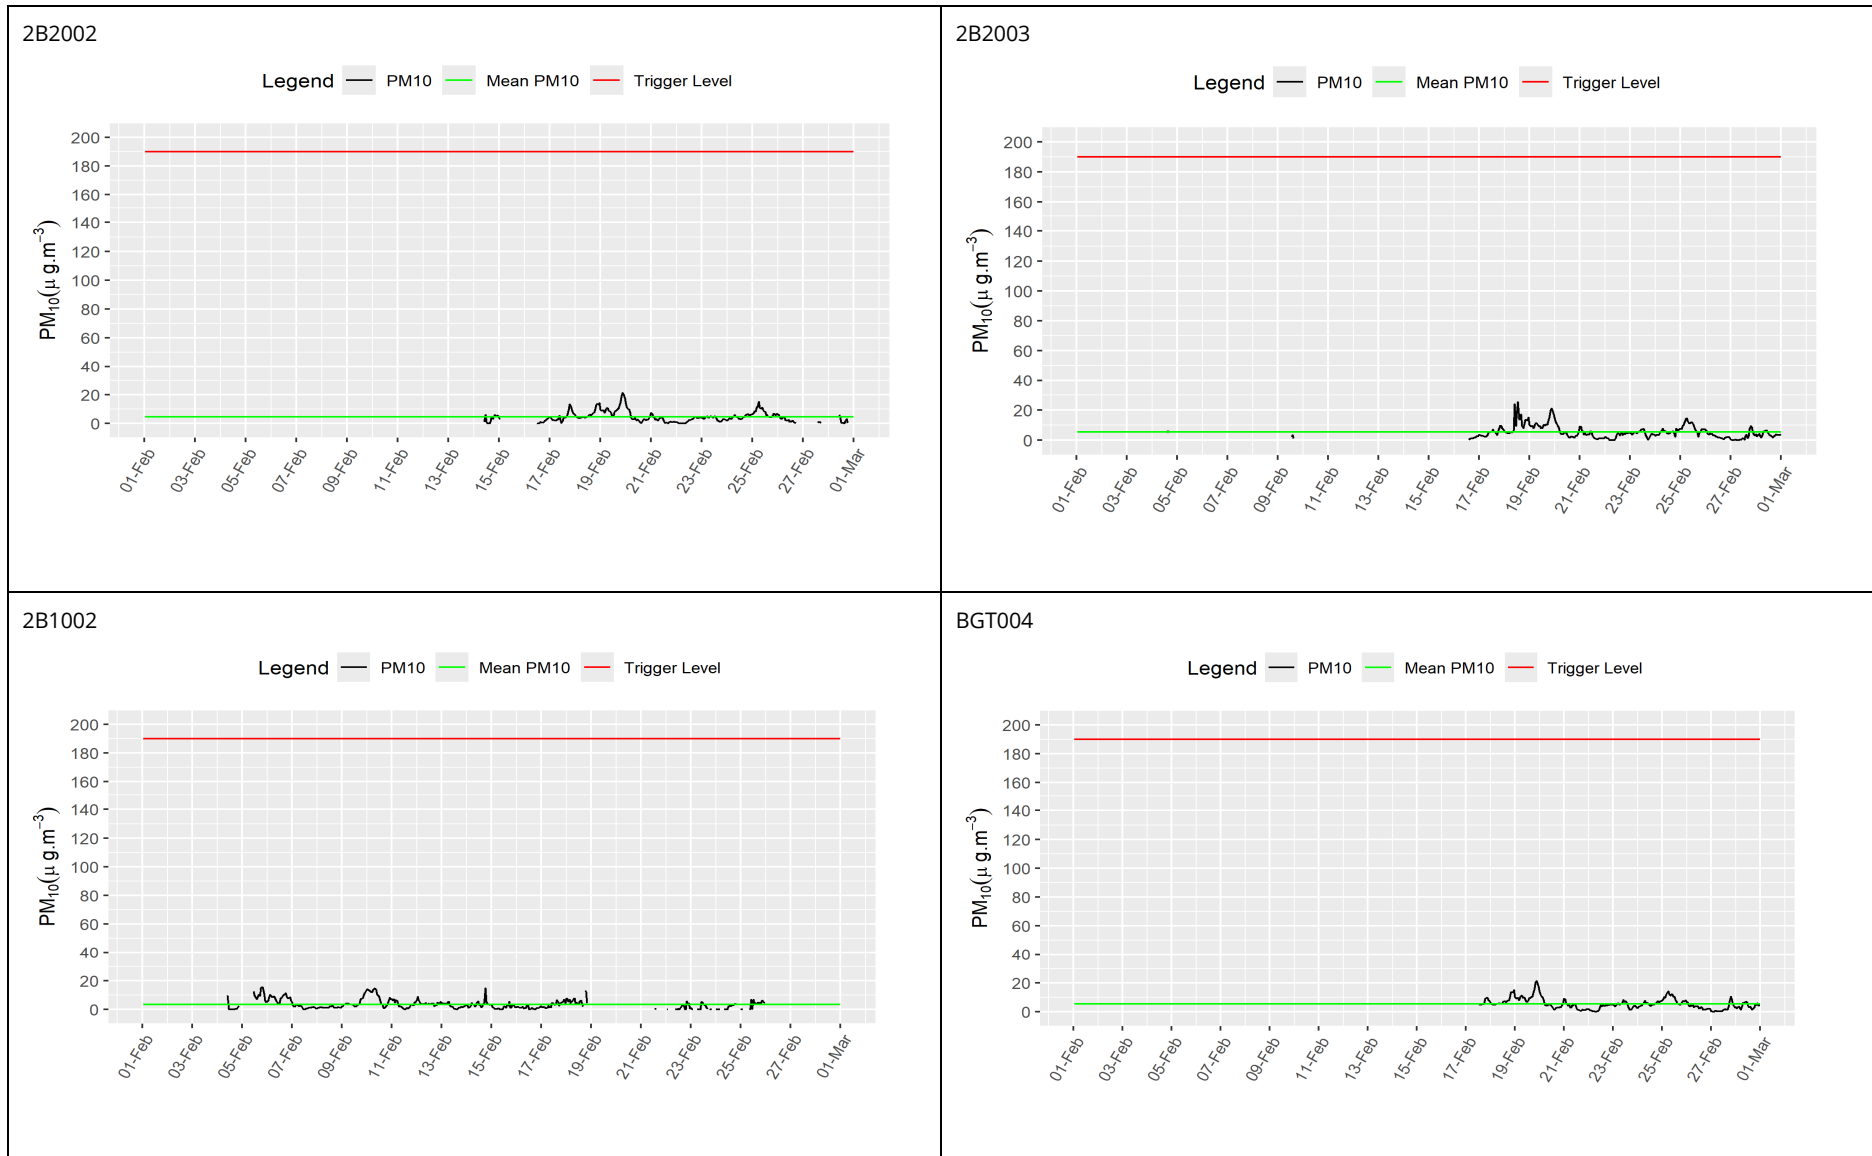 2B2002
Legend PM10 Mean PM10 Trigger Level
PM10(μ g.m−3)
200
180
160
140
120
100
80
60
40
20
0
01-Feb 03-Feb 05-Feb 07-Feb 09-Feb 11-Feb 13-Feb 15-Feb 17-Feb 19-Feb 21-Feb 23-Feb 25-Feb 27-Feb 01-Mar
2B2003
Legend PM10 Mean PM10 Trigger Level
PM10(μ g.m−3)
200
180
160
140
120
100
80
60
40
20
0
01-Feb 03-Feb 05-Feb 07-Feb 09-Feb 11-Feb 13-Feb 15-Feb 17-Feb 19-Feb 21-Feb 23-Feb 25-Feb 27-Feb 01-Mar
2B1002
Legend PM10 Mean PM10 Trigger Level
PM10(μ g.m−3)
200
180
160
140
120
100
80
60
40
20
0
01-Feb 03-Feb 05-Feb 07-Feb 09-Feb 11-Feb 13-Feb 15-Feb 17-Feb 19-Feb 21-Feb 23-Feb 25-Feb 27-Feb 01-Mar
BGT004
Legend PM10 Mean PM10 Trigger Level
PM10(μ g.m−3)
200
180
160
140
120
100
80
60
40
20
0
01-Feb 03-Feb 05-Feb 07-Feb 09-Feb 11-Feb 13-Feb 15-Feb 17-Feb 19-Feb 21-Feb 23-Feb 25-Feb 27-Feb 01-Mar